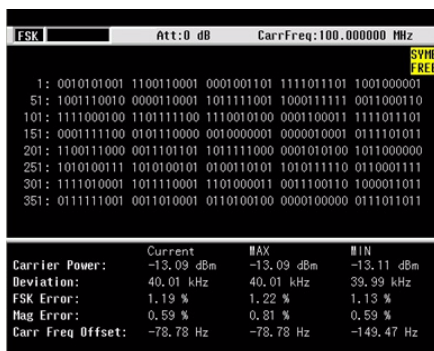 FSK Att:0 dB CarrFreq:100.000000 MHz
SYMB
FREE
1: 0010101001 1100110001 0001001101 1111011101 1001000001
51: 1001110010 0000110001 1011111001 1000111111 0011000110
101: 1111000100 1101111100 1110010100 0001100011 1111011101
151: 0001111100 0101110000 0010000001 0000010001 0111101011
201: 1100111000 0011101101 1011111000 0001010100 1011000000
251: 1010100111 1010100101 0100110101 1010111110 0110001111
301: 1111010001 1011110001 1101000011 0011100110 1000011011
351: 0111111001 0011010001 0110100100 0000100000 0111011011
Current MAX MIN
Carrier Power: -13.09 dBm -13.09 dBm -13.11 dBm
Deviation: 40.01 kHz 40.01 kHz 39.99 kHz
FSK Error: 1.19 % 1.22 % 1.13 %
Mag Error: 0.59 % 0.81 % 0.59 %
Carr Freq Offset: -78.78 Hz -78.78 Hz -149.47 Hz